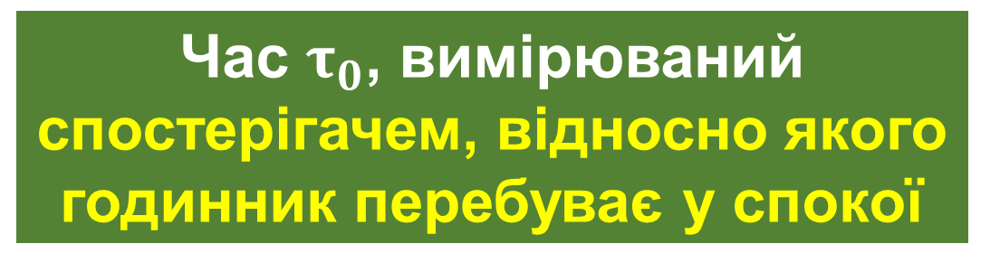 Час τ₀, вимірюваний
спостерігачем, відносно якого
годинник перебуває у спокої